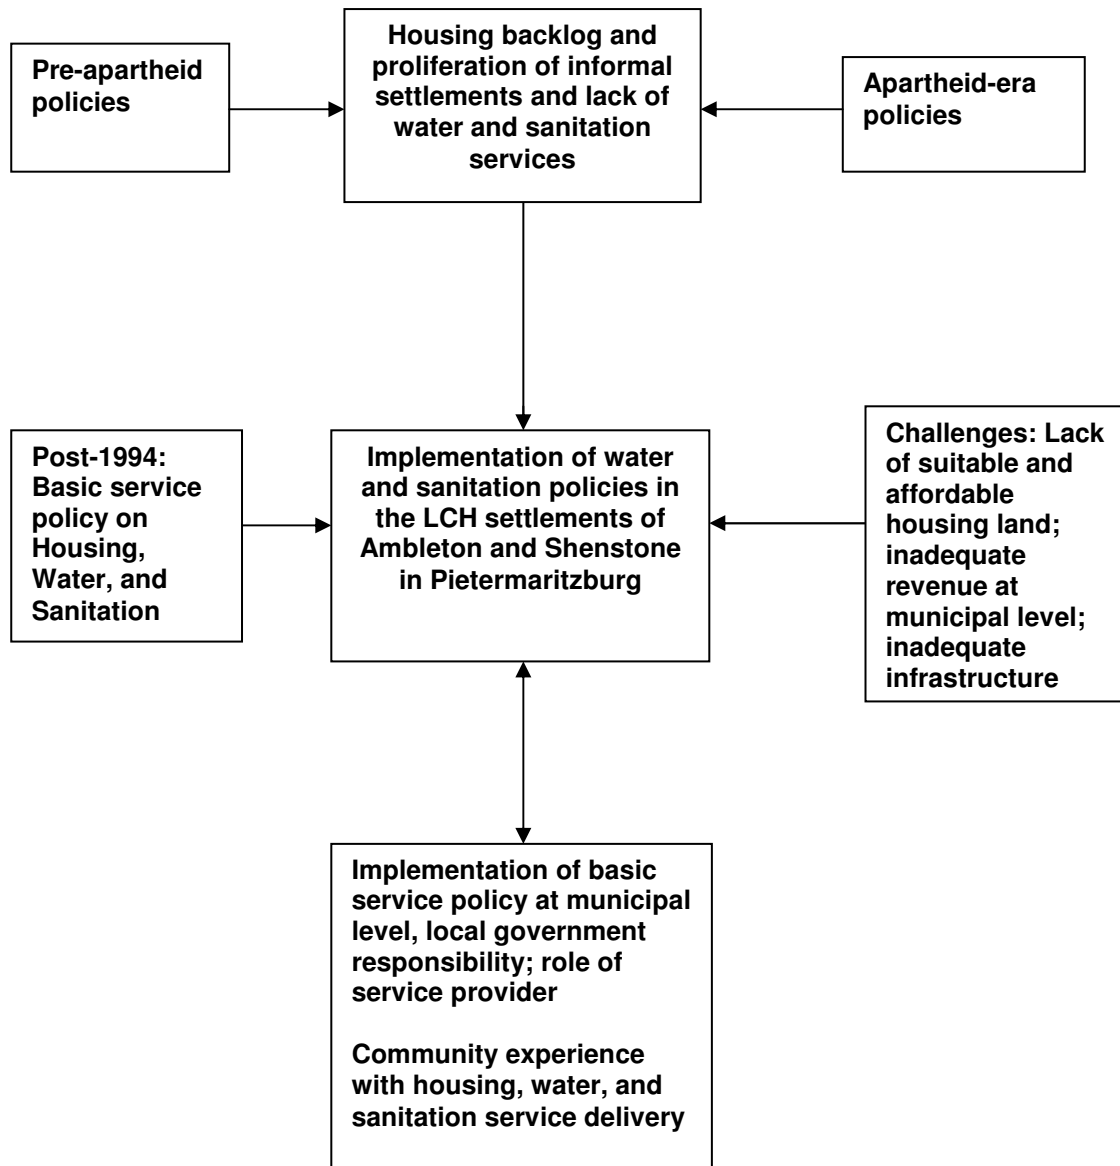 Pre-apartheid
policies
Housing backlog and
proliferation of informal
settlements and lack of
water and sanitation
services
Apartheid-era
policies
Post-1994:
Basic service
policy on
Housing,
Water, and
Sanitation
Implementation of water
and sanitation policies in
the LCH settlements of
Ambleton and Shenstone
in Pietermaritzburg
Challenges: Lack
of suitable and
affordable
housing land;
inadequate
revenue at
municipal level;
inadequate
infrastructure
Implementation of basic
service policy at municipal
level, local government
responsibility; role of
service provider
Community experience
with housing, water, and
sanitation service delivery